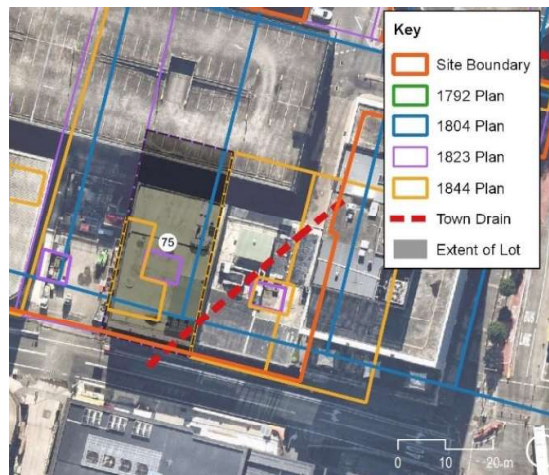 Key
Site Boundary
1792 Plan
1804 Plan
1823 Plan
1844 Plan
Town Drain
Extent of Lot
75
0 10 20 m